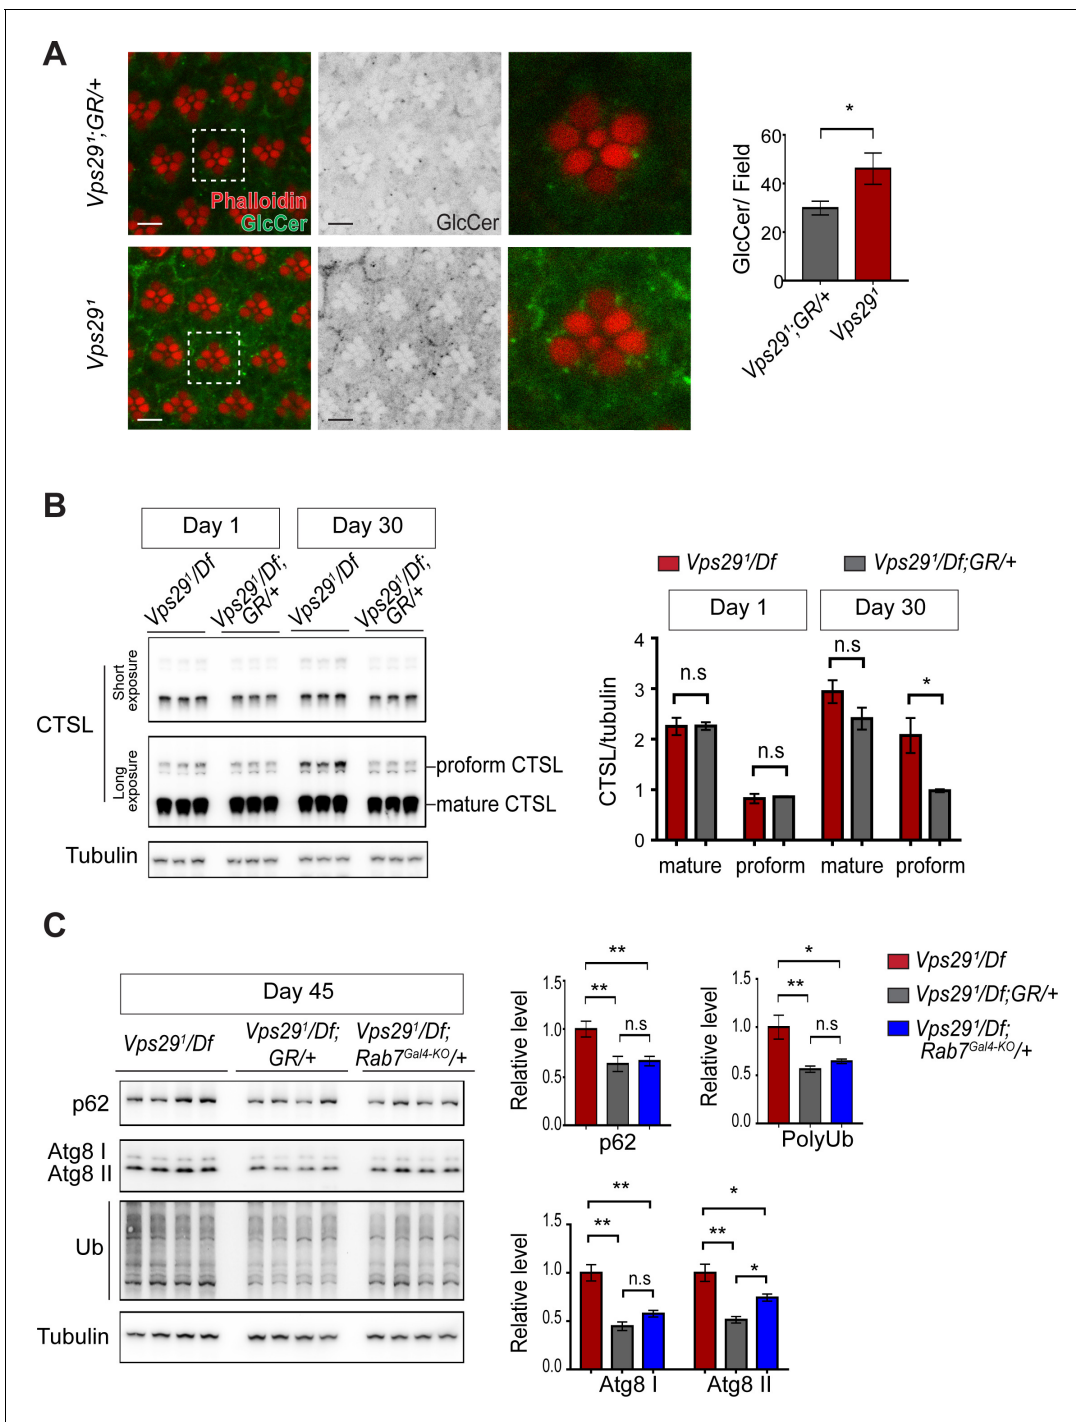 A
Vps29¹;GR/+
Phalloidin
GlcCer
GlcCer
Vps29¹
*
GlcCer/ Field
60
40
20
0
Vps29¹;GR/+
Vps29¹
B
Day 1
Day 30
Vps29¹/Df
Vps29¹/Df;
GR/+
Vps29¹/Df
Vps29¹/Df;
GR/+
CTSL
Short
exposure
Long
exposure
proform CTSL
mature CTSL
Tubulin
Vps29¹/Df
Vps29¹/Df;GR/+
Day 1
Day 30
CTSL/tubulin
4
3
2
1
0
n.s
n.s
n.s
*
mature
proform
mature
proform
C
Day 45
Vps29¹/Df
Vps29¹/Df;
GR/+
Vps29¹/Df;
Rab7ᴳᵃˡ⁴⁻ᴷᴼ/+
p62
Atg8 I
Atg8 II
Ub
Tubulin
Relative level
1.5
1.0
0.5
0.0
**
**
n.s
p62
Relative level
1.5
1.0
0.5
0.0
*
**
n.s
PolyUb
Vps29¹/Df
Vps29¹/Df;GR/+
Vps29¹/Df;
Rab7ᴳᵃˡ⁴⁻ᴷᴼ/+
Relative level
1.5
1.0
0.5
0.0
**
**
n.s
*
**
*
Atg8 I
Atg8 II